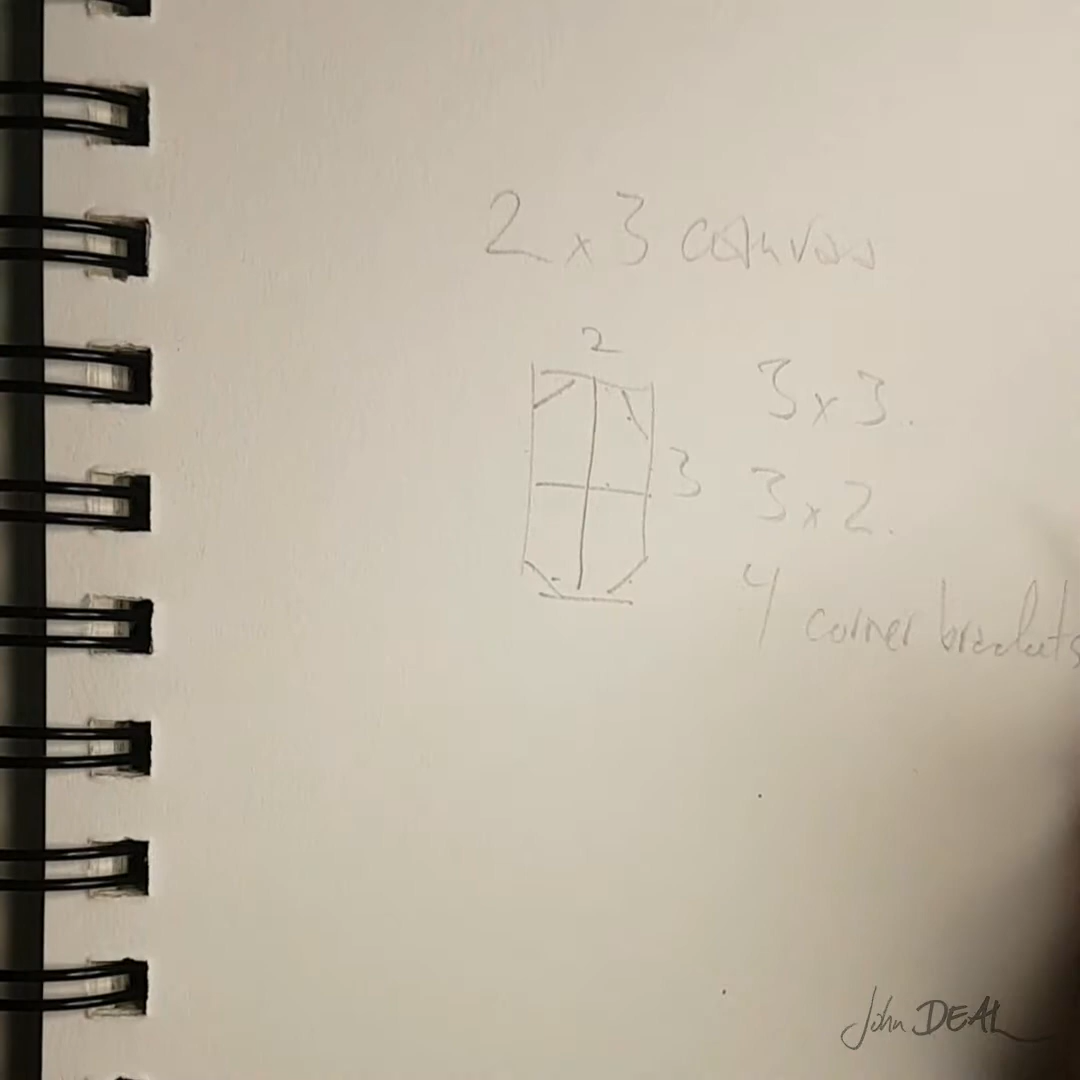 2 x 3 canvas
2
3
3 x 3.
3 x 2.
4 corner brackets
John DEAL